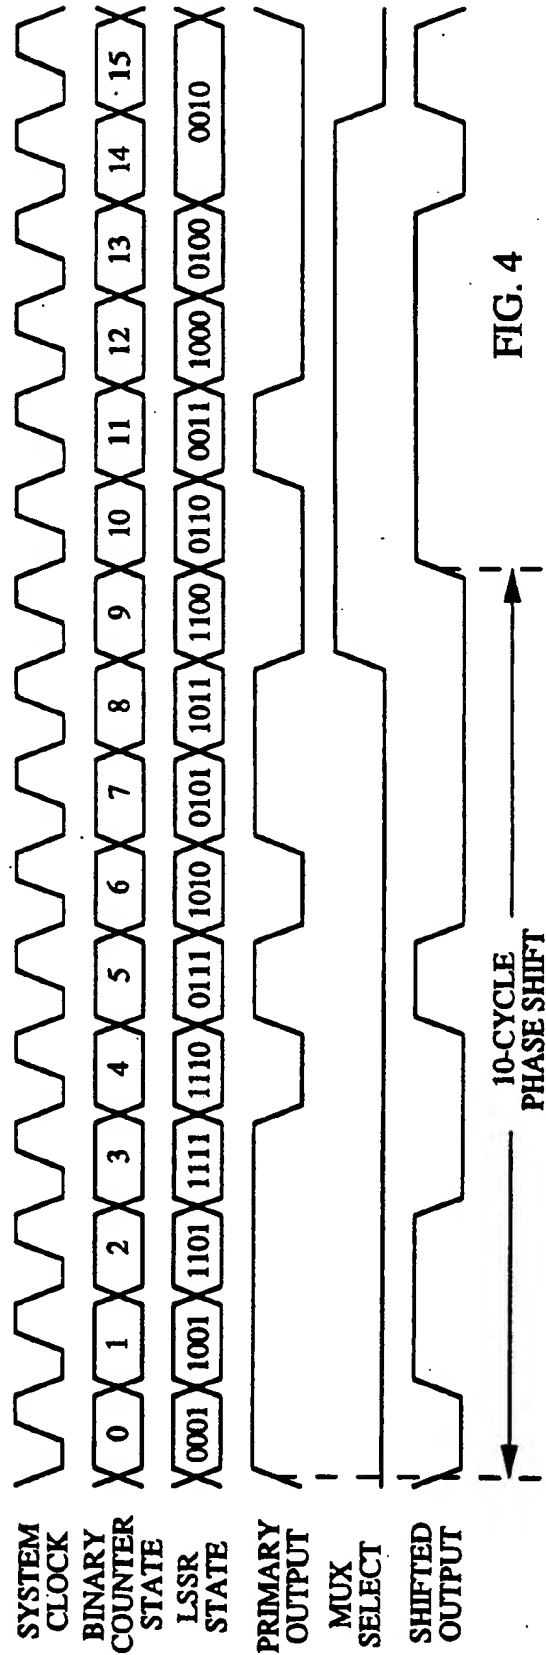 SYSTEM
CLOCK
BINARY
COUNTER
STATE
0 1 2 3 4 5 6 7 8 9 10 11 12 13 14 15
LSSR
STATE
0001 1001 1101 1111 1110 0111 1010 0101 1011 1100 0110 0011 1000 0100 0010
PRIMARY
OUTPUT
MUX
SELECT
SHIFTED
OUTPUT
10-CYCLE
PHASE SHIFT
FIG. 4